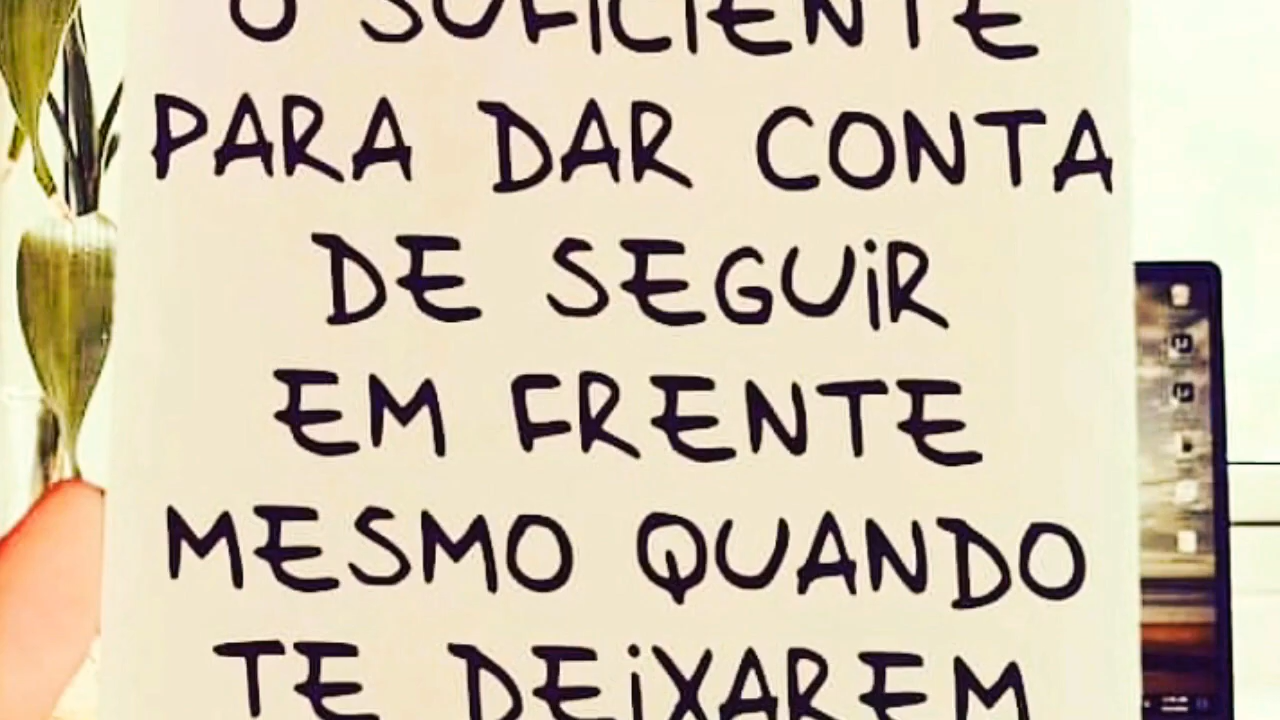 O SUFICIENTE
PARA DAR CONTA
DE SEGUIR
EM FRENTE
MESMO QUANDO
TE DEIXAREM